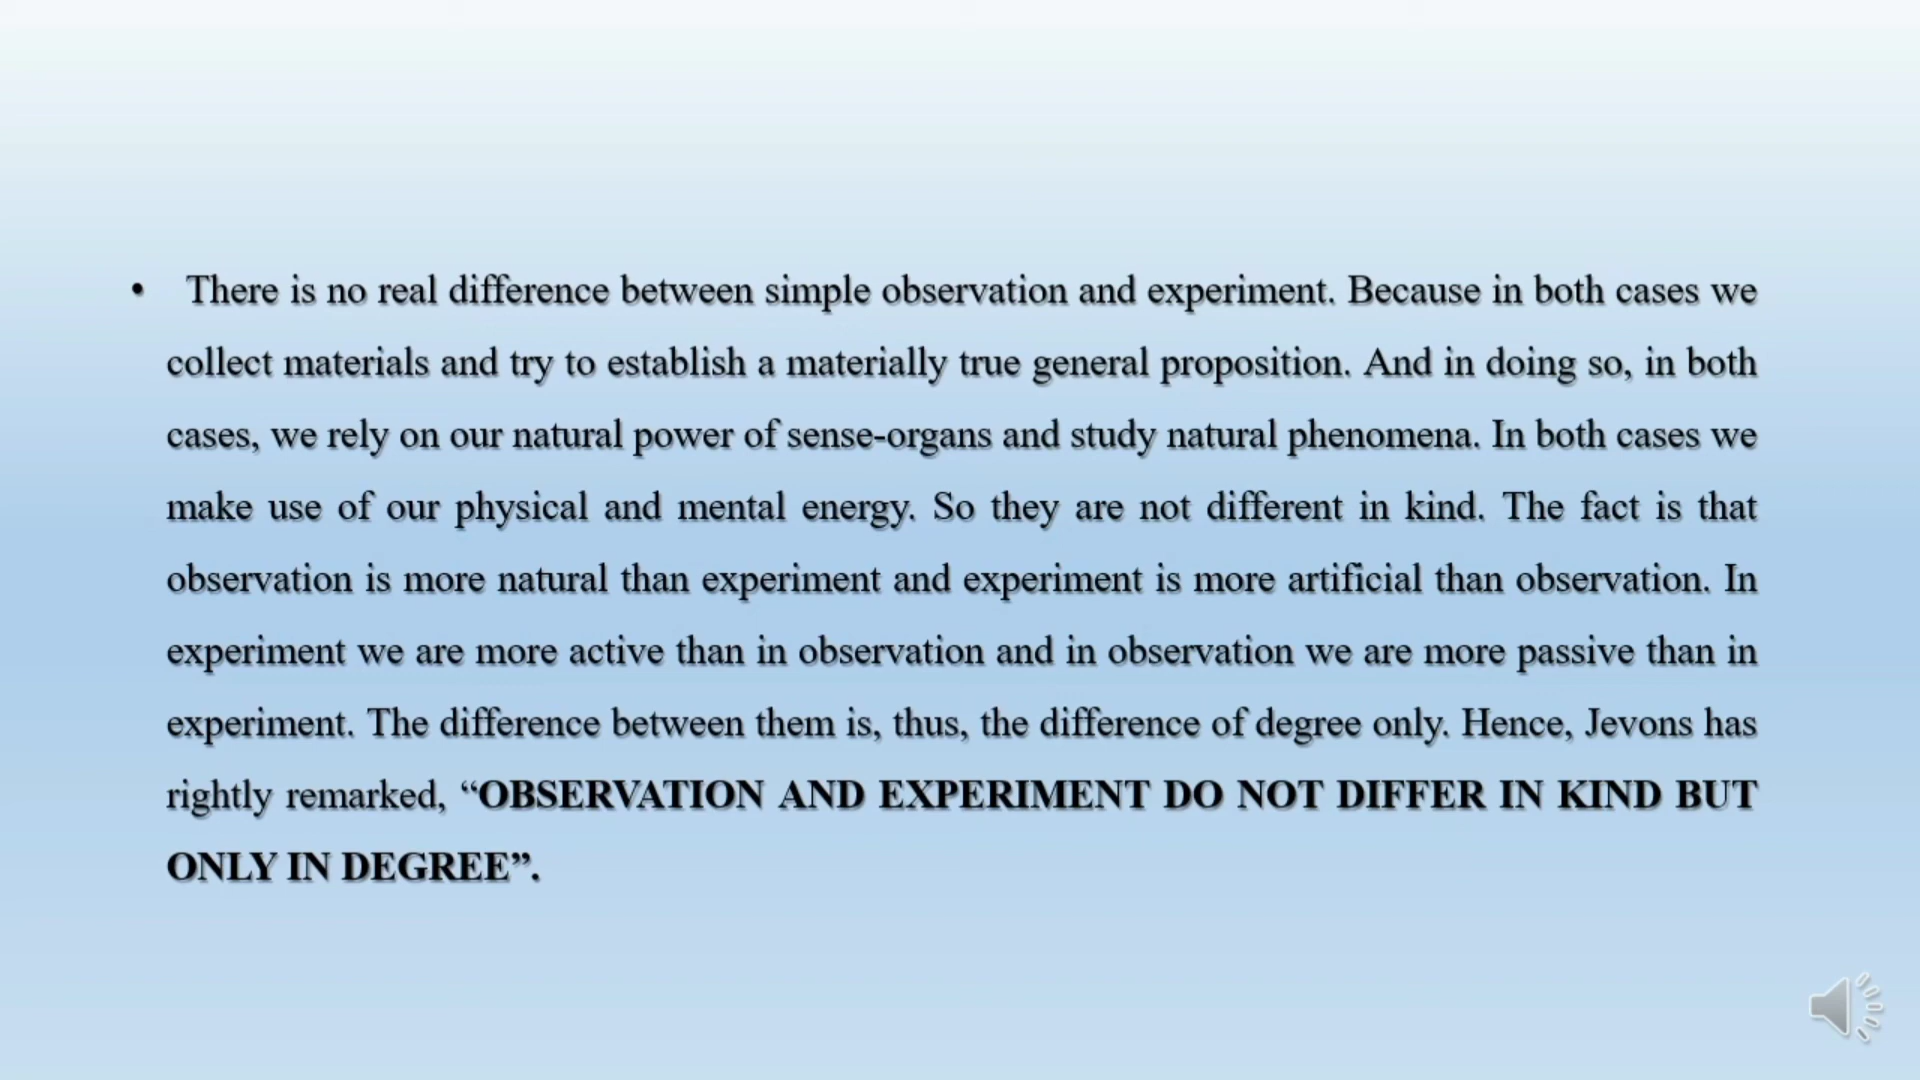 • There is no real difference between simple observation and experiment. Because in both cases we
collect materials and try to establish a materially true general proposition. And in doing so, in both
cases, we rely on our natural power of sense-organs and study natural phenomena. In both cases we
make use of our physical and mental energy. So they are not different in kind. The fact is that
observation is more natural than experiment and experiment is more artificial than observation. In
experiment we are more active than in observation and in observation we are more passive than in
experiment. The difference between them is, thus, the difference of degree only. Hence, Jevons has
rightly remarked, “OBSERVATION AND EXPERIMENT DO NOT DIFFER IN KIND BUT
ONLY IN DEGREE”.